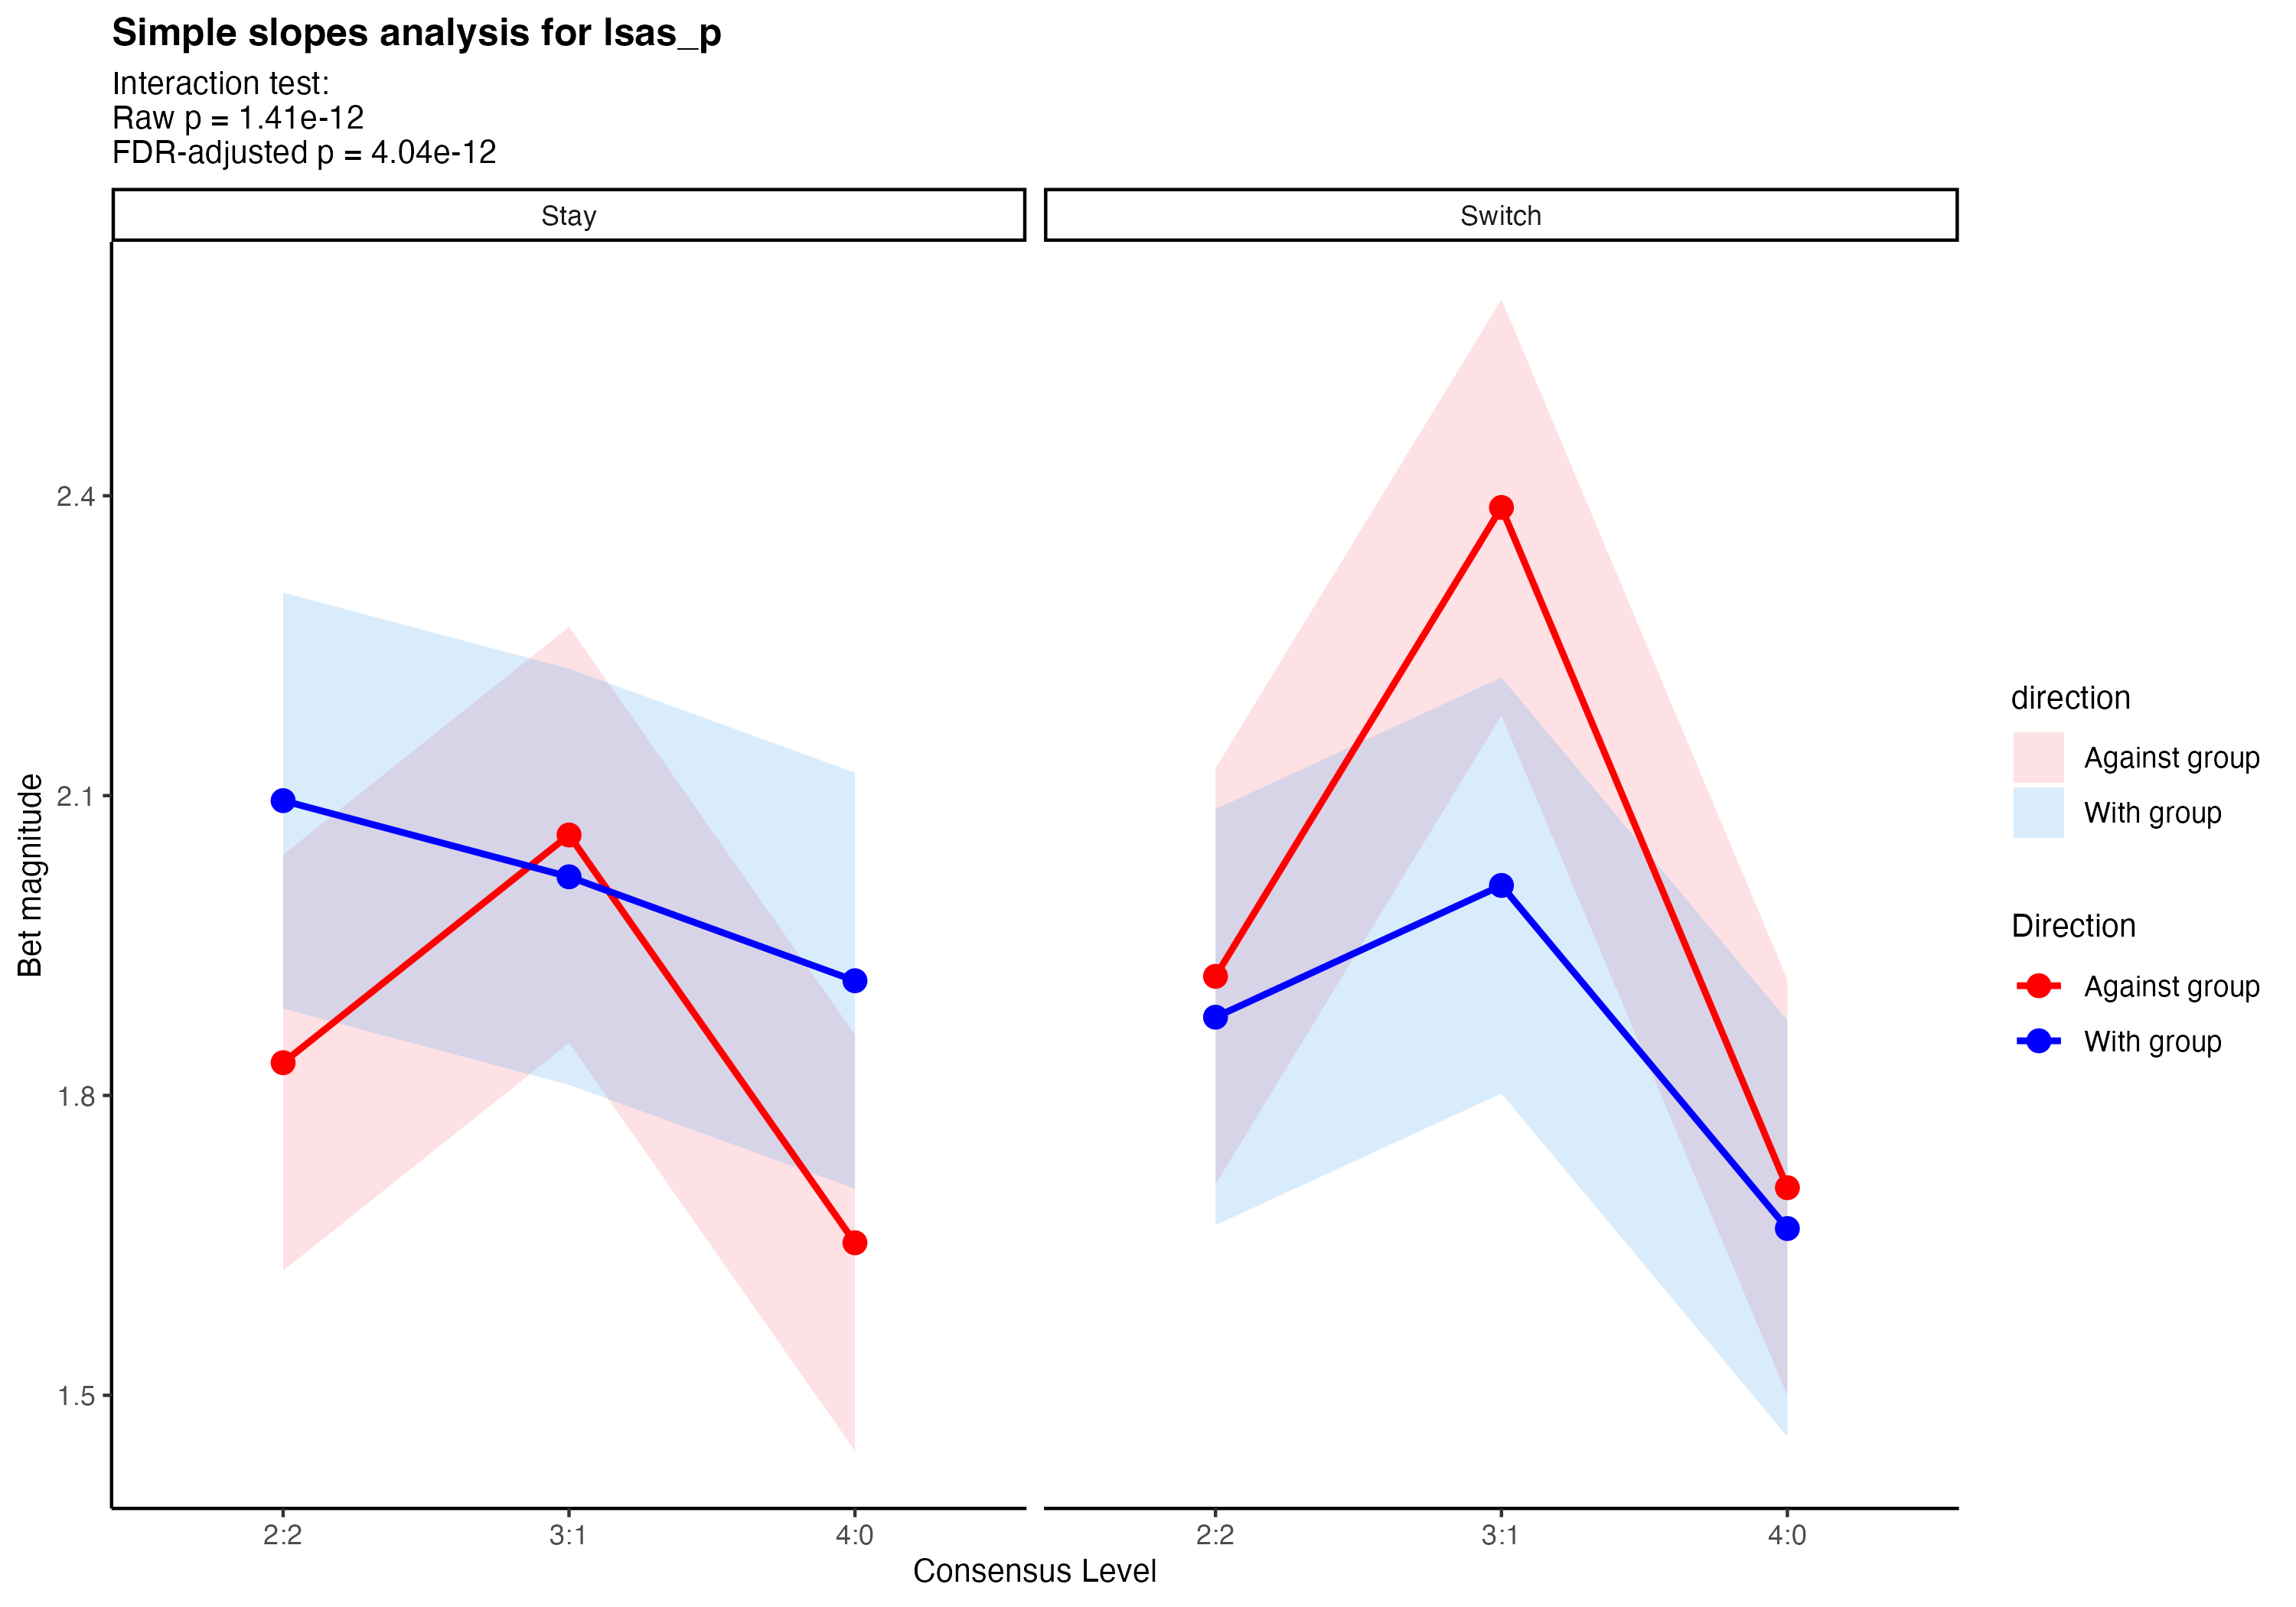 Simple slopes analysis for lsas_p
Interaction test:
Raw p = 1.41e-12
FDR-adjusted p = 4.04e-12
Stay
Switch
Bet magnitude
2.4
2.1
1.8
1.5
2:2
3:1
4:0
2:2
3:1
4:0
Consensus Level
direction
Against group
With group
Direction
Against group
With group